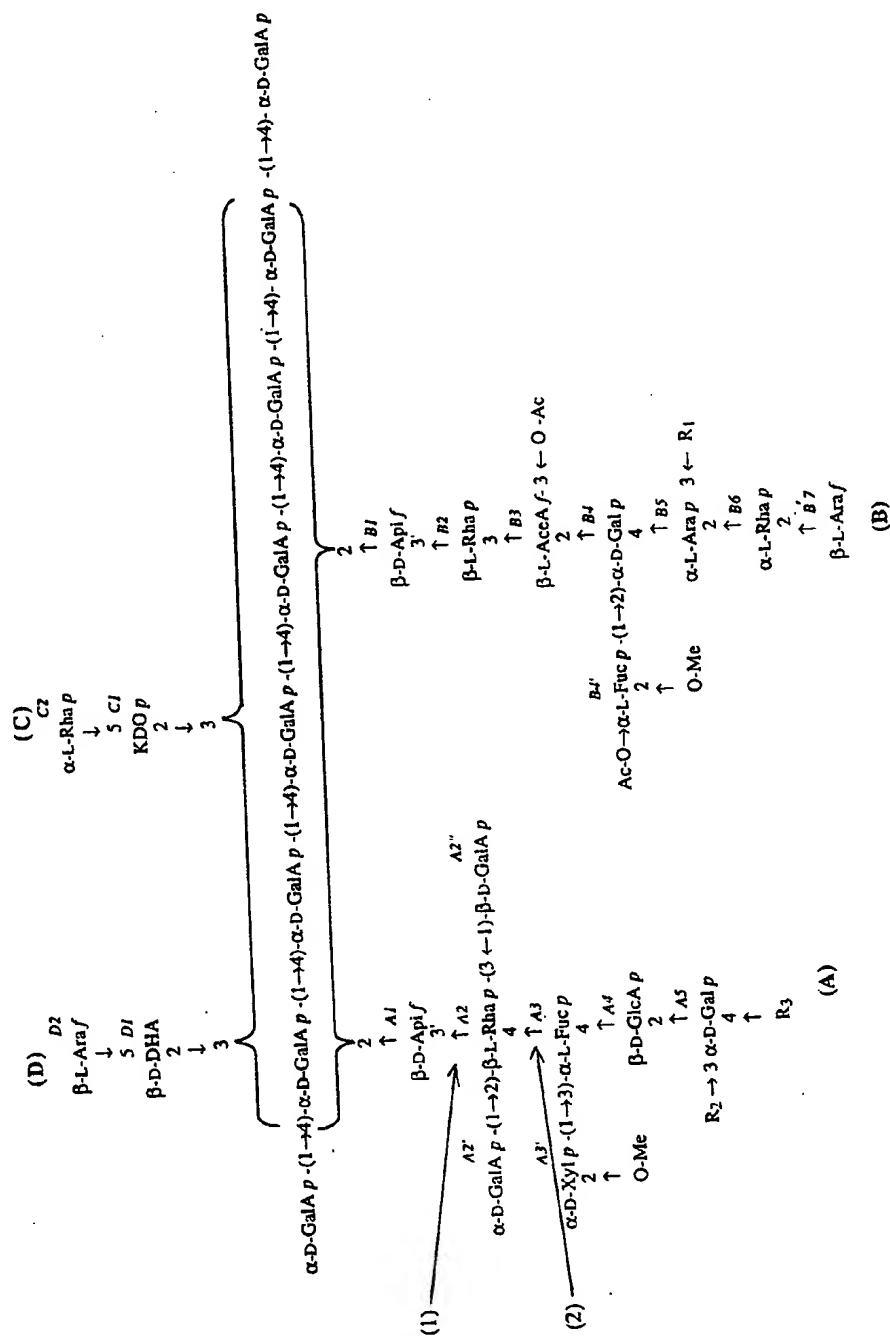 (D) (C)
D2 C2
β-L-Araf α-L-Rhap
↓ ↓
5 D1 5 C1
β-D-DHA KDOp
2 2
↓ ↓
3 3
α-D-GalAp-(1→4)-α-D-GalAp-(1→4)-α-D-GalAp-(1→4)-α-D-GalAp-(1→4)-α-D-GalAp-(1→4)-α-D-GalAp-(1→4)-α-D-GalAp-(1→4)-α-D-GalAp-(1→4)-α-D-GalAp
2 2
↑ A1 ↑ B1
β-D-Apif β-D-Apif
3' 3'
(1) A2' ↑ A2 A2'' ↑ B2
α-D-GalAp-(1→2)-β-L-Rhap-(3←1)-β-D-GalAp β-L-Rhap
4 3
(2) A3' ↑ A3 ↑ B3
α-D-Xylp-(1→3)-α-L-Fucp β-L-AceAf-3←O-Ac
2 4 2
↑ ↑ A4 B4' ↑ B4
O-Me β-D-GlcAp Ac-O→α-L-Fucp-(1→2)-α-D-Galp
2 2 4
↑ A5 ↑ ↑ B5
R2→3 α-D-Galp O-Me α-L-Arap 3←R1
4 2
↑ ↑ B6
R3 α-L-Rhap
2
↑ B7
β-L-Araf
(A) (B)